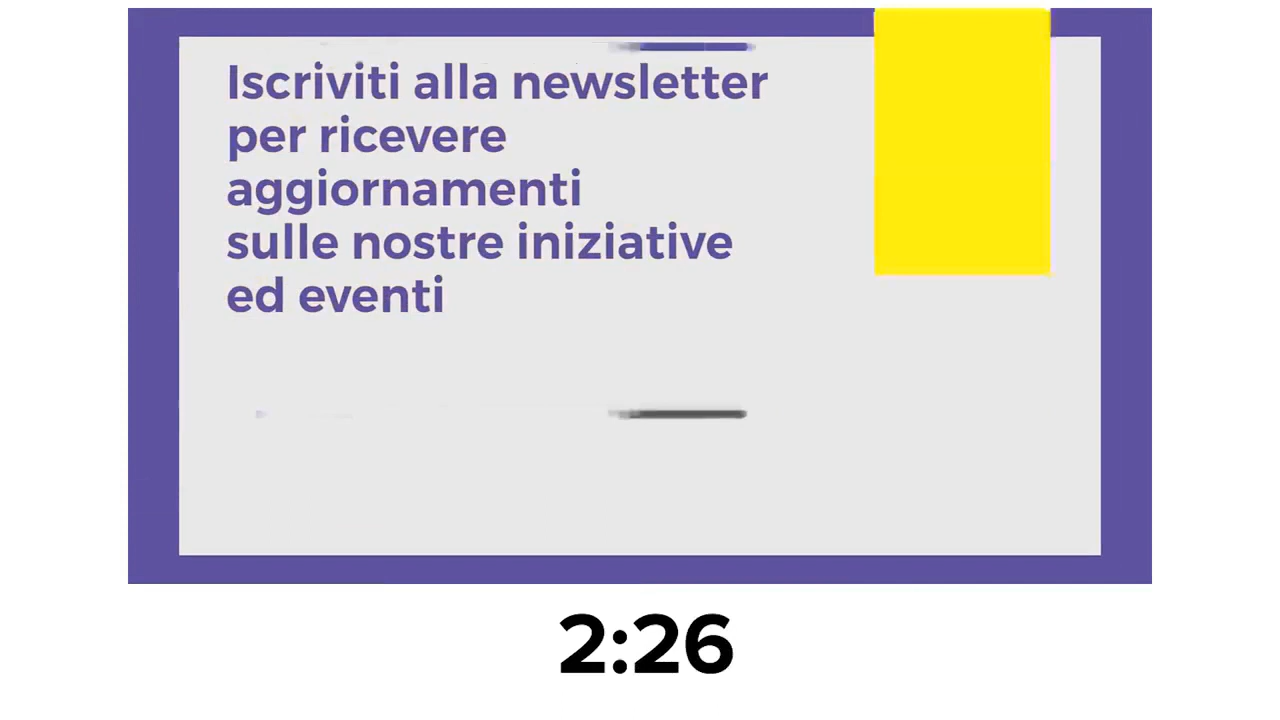 Iscriviti alla newsletter
per ricevere
aggiornamenti
sulle nostre iniziative
ed eventi
2:26